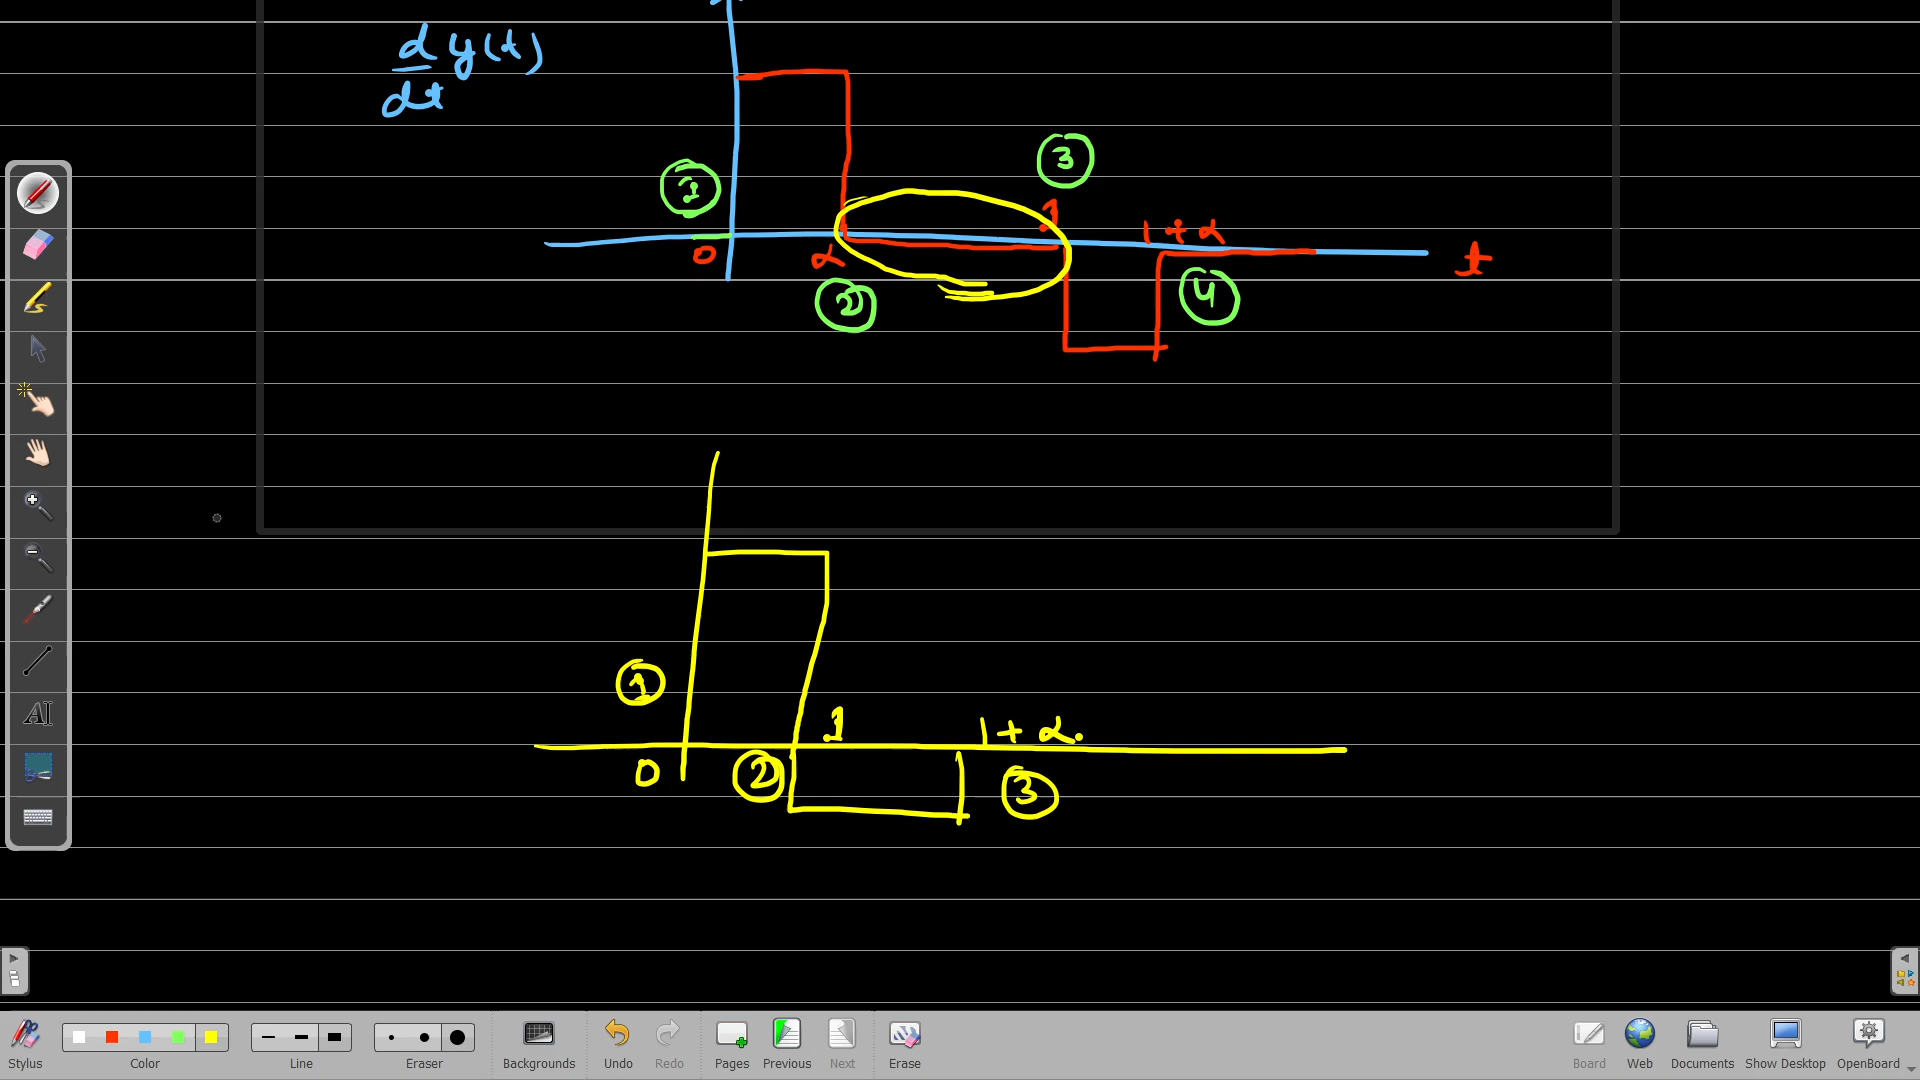 d/dt y(t)
3
1
1
1+α
0
α
t
2
4
1
1
1+α.
0
2
3
AI
Stylus
Color
Line
Eraser
Backgrounds
Undo
Redo
Pages
Previous
Next
Erase
Board
Web
Documents
Show Desktop
OpenBoard